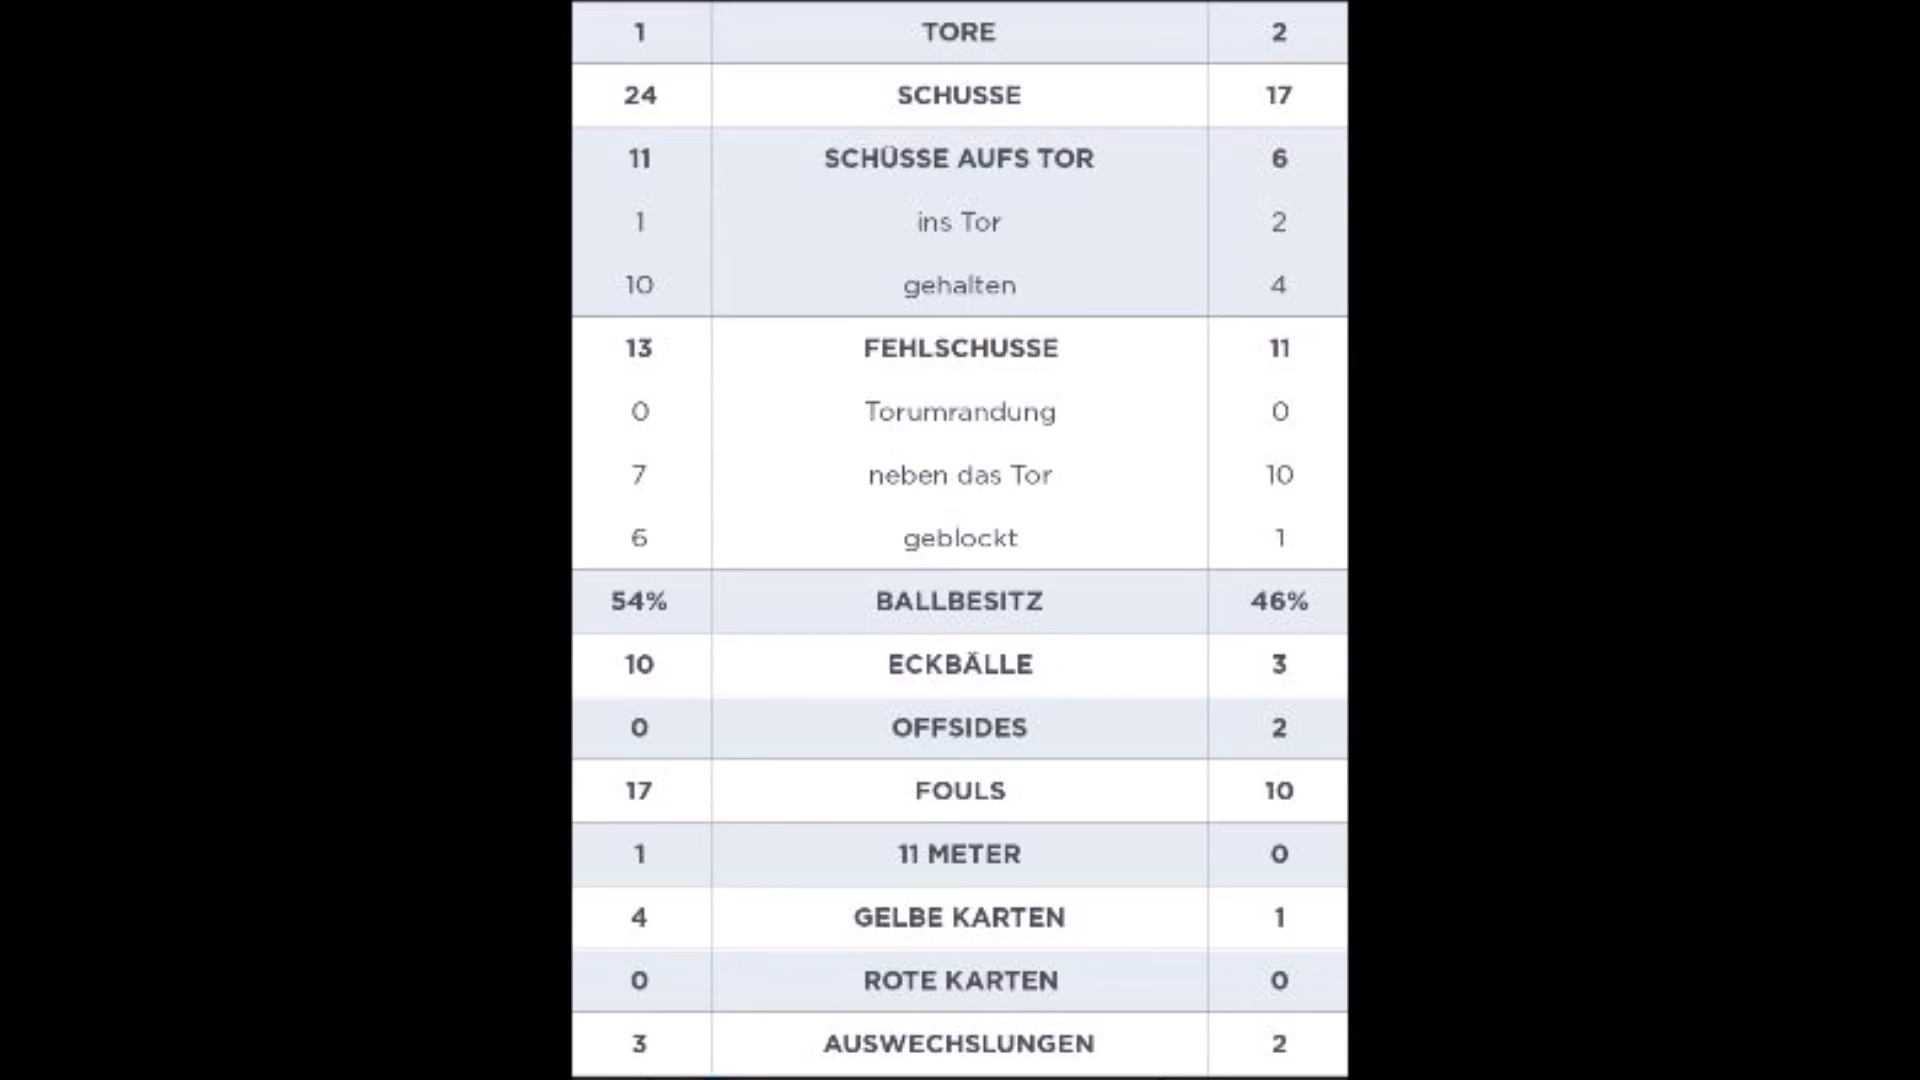 1 TORE 2
24 SCHUSSE 17
11 SCHÜSSE AUFS TOR 6
1 ins Tor 2
10 gehalten 4
13 FEHLSCHUSSE 11
0 Torumrandung 0
7 neben das Tor 10
6 geblockt 1
54% BALLBESITZ 46%
10 ECKBÄLLE 3
0 OFFSIDES 2
17 FOULS 10
1 11 METER 0
4 GELBE KARTEN 1
0 ROTE KARTEN 0
3 AUSWECHSLUNGEN 2